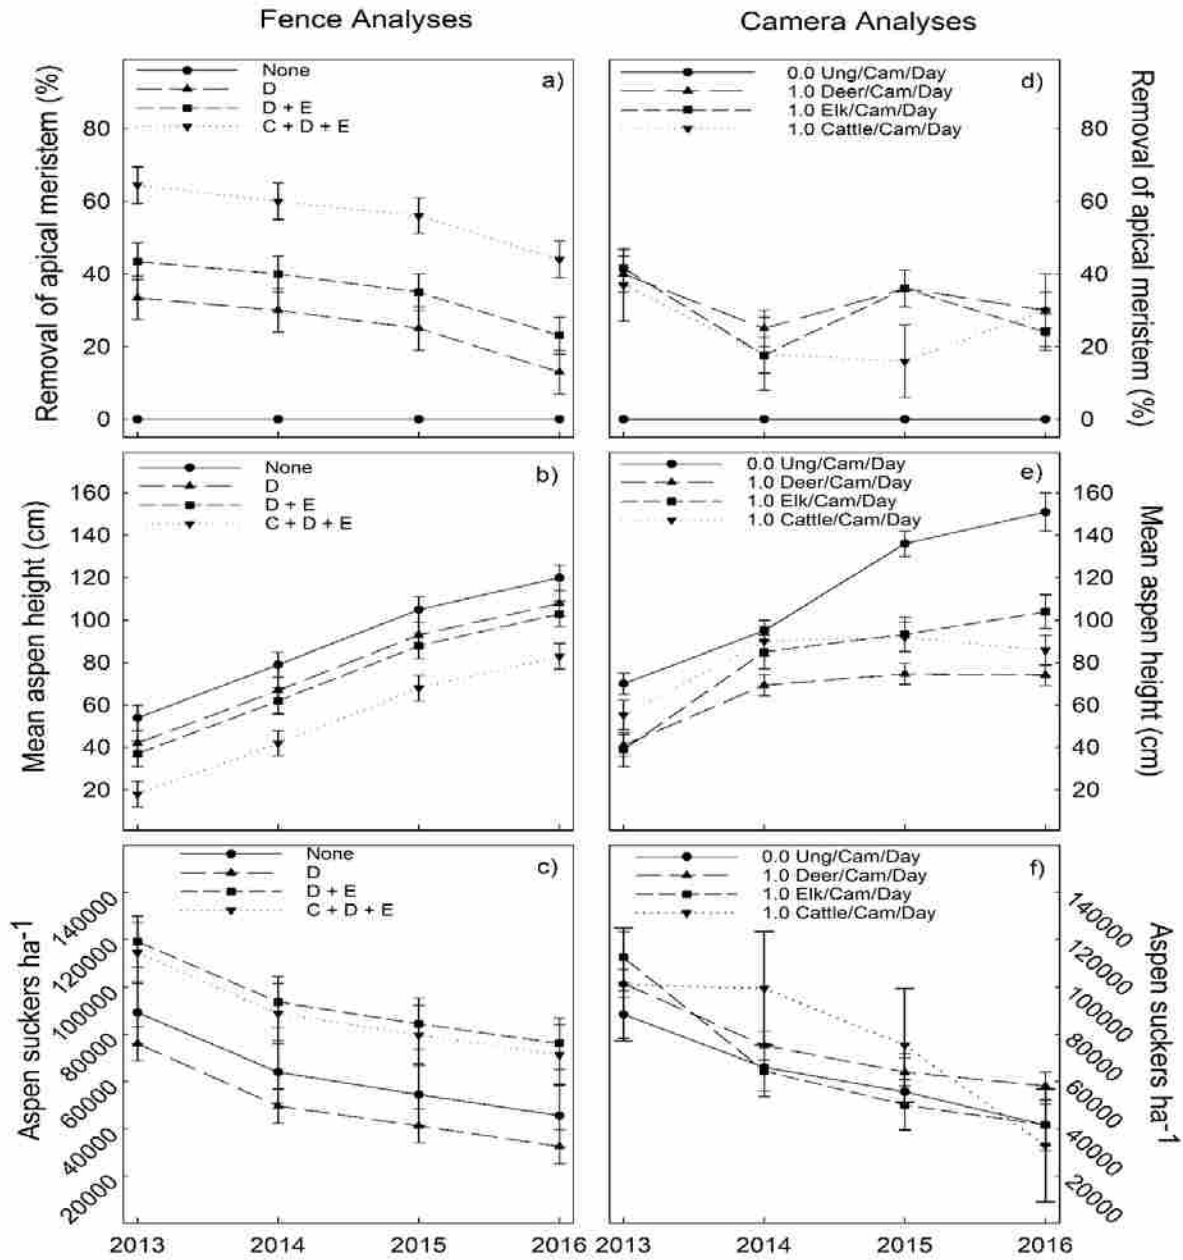 Fence Analyses
Camera Analyses
None
D
D + E
C + D + E
a)
Removal of apical meristem (%)
80
60
40
20
0
0.0 Ung/Cam/Day
1.0 Deer/Cam/Day
1.0 Elk/Cam/Day
1.0 Cattle/Cam/Day
d)
80
60
40
20
0
Removal of apical meristem (%)
None
D
D + E
C + D + E
b)
Mean aspen height (cm)
160
140
120
100
80
60
40
20
0.0 Ung/Cam/Day
1.0 Deer/Cam/Day
1.0 Elk/Cam/Day
1.0 Cattle/Cam/Day
e)
160
140
120
100
80
60
40
20
Mean aspen height (cm)
None
D
D + E
C + D + E
c)
Aspen suckers ha-1
140000
120000
100000
80000
60000
40000
20000
2013 2014 2015 2016
0.0 Ung/Cam/Day
1.0 Deer/Cam/Day
1.0 Elk/Cam/Day
1.0 Cattle/Cam/Day
f)
140000
120000
100000
80000
60000
40000
20000
Aspen suckers ha-1
2013 2014 2015 2016